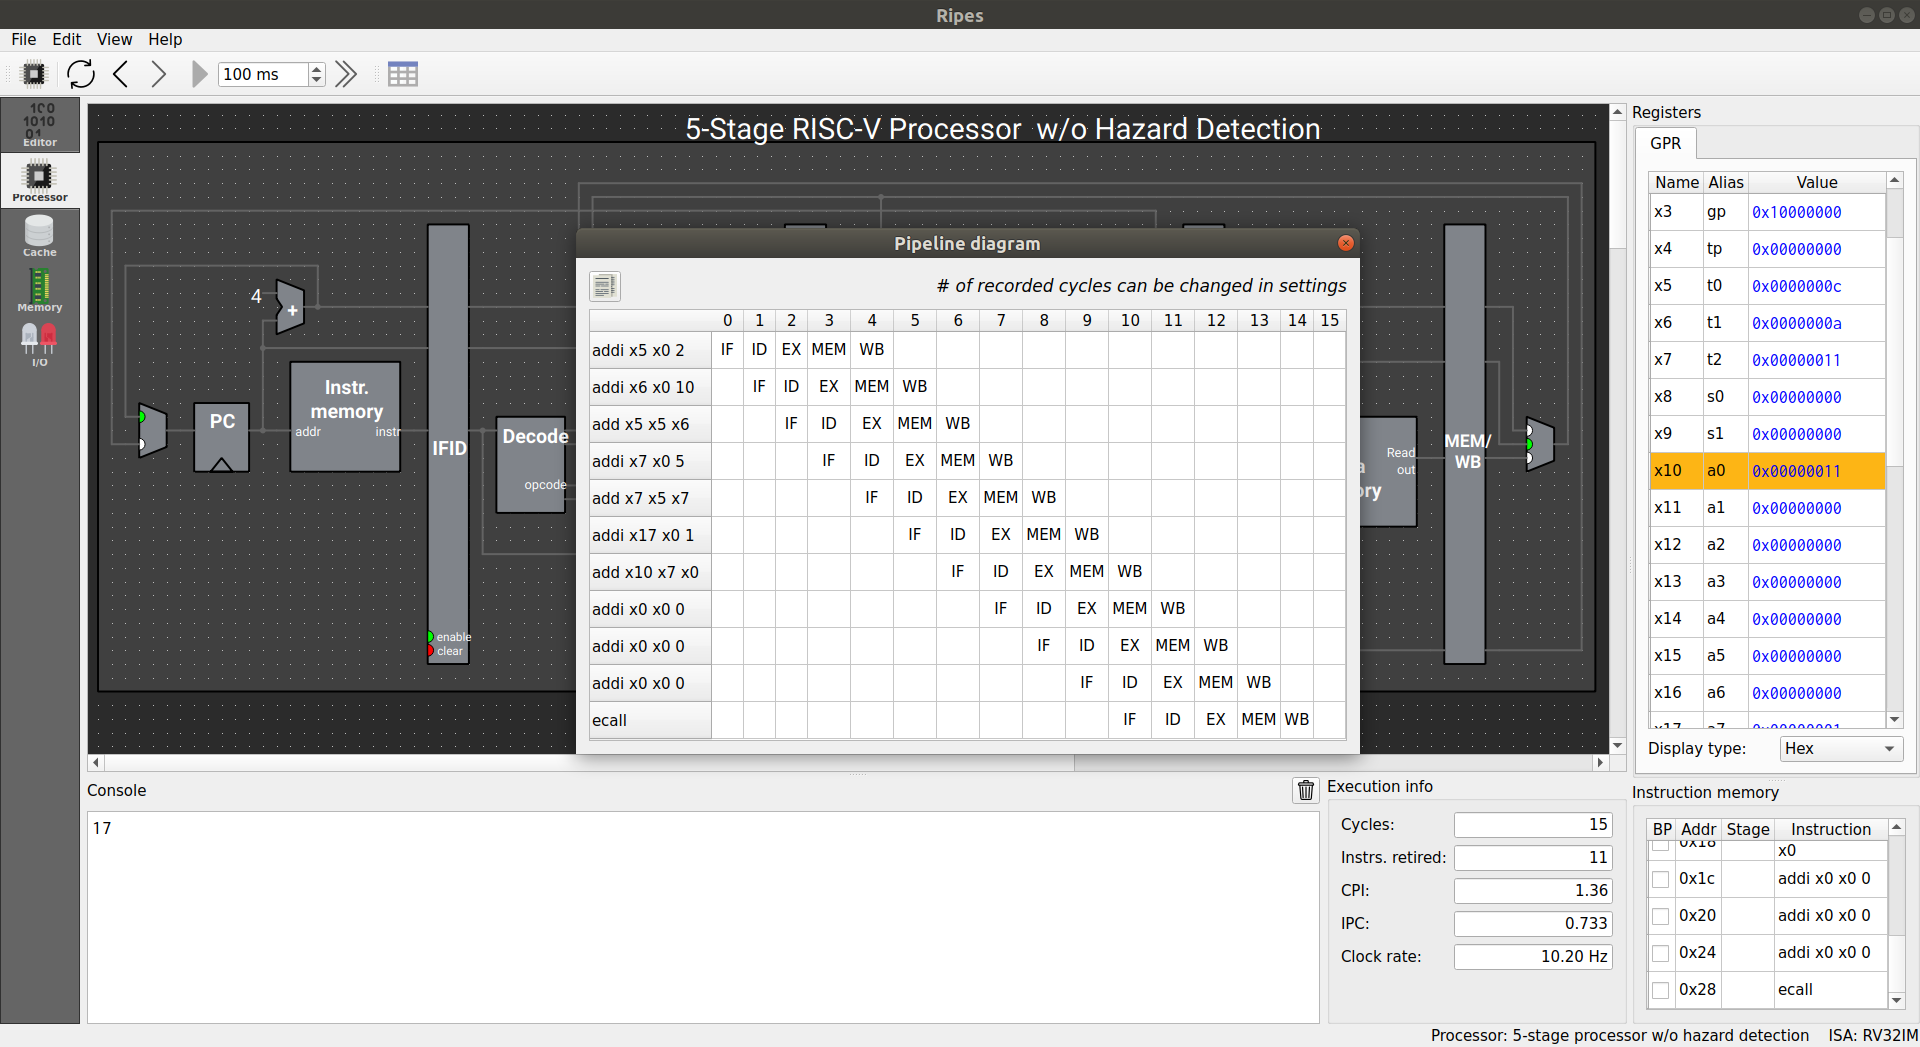 Ripes
File Edit View Help
100 ms
100
1010
01
Editor
Processor
Cache
Memory
I/O
5-Stage RISC-V Processor w/o Hazard Detection
4
+
PC
Instr.
memory
addr instr
IFID
enable
clear
Decode
opcode
Read
out
MEM/
WB
Pipeline diagram
# of recorded cycles can be changed in settings
0 1 2 3 4 5 6 7 8 9 10 11 12 13 14 15
addi x5 x0 2 IF ID EX MEM WB
addi x6 x0 10 IF ID EX MEM WB
add x5 x5 x6 IF ID EX MEM WB
addi x7 x0 5 IF ID EX MEM WB
add x7 x5 x7 IF ID EX MEM WB
addi x17 x0 1 IF ID EX MEM WB
add x10 x7 x0 IF ID EX MEM WB
addi x0 x0 0 IF ID EX MEM WB
addi x0 x0 0 IF ID EX MEM WB
addi x0 x0 0 IF ID EX MEM WB
ecall IF ID EX MEM WB
Registers
GPR
Name Alias Value
x3 gp 0x10000000
x4 tp 0x00000000
x5 t0 0x0000000c
x6 t1 0x0000000a
x7 t2 0x00000011
x8 s0 0x00000000
x9 s1 0x00000000
x10 a0 0x00000011
x11 a1 0x00000000
x12 a2 0x00000000
x13 a3 0x00000000
x14 a4 0x00000000
x15 a5 0x00000000
x16 a6 0x00000000
x17 a7 0x00000001
Display type: Hex
Console
17
Execution info
Cycles: 15
Instrs. retired: 11
CPI: 1.36
IPC: 0.733
Clock rate: 10.20 Hz
Instruction memory
BP Addr Stage Instruction
0x18 x0
0x1c addi x0 x0 0
0x20 addi x0 x0 0
0x24 addi x0 x0 0
0x28 ecall
Processor: 5-stage processor w/o hazard detection ISA: RV32IM